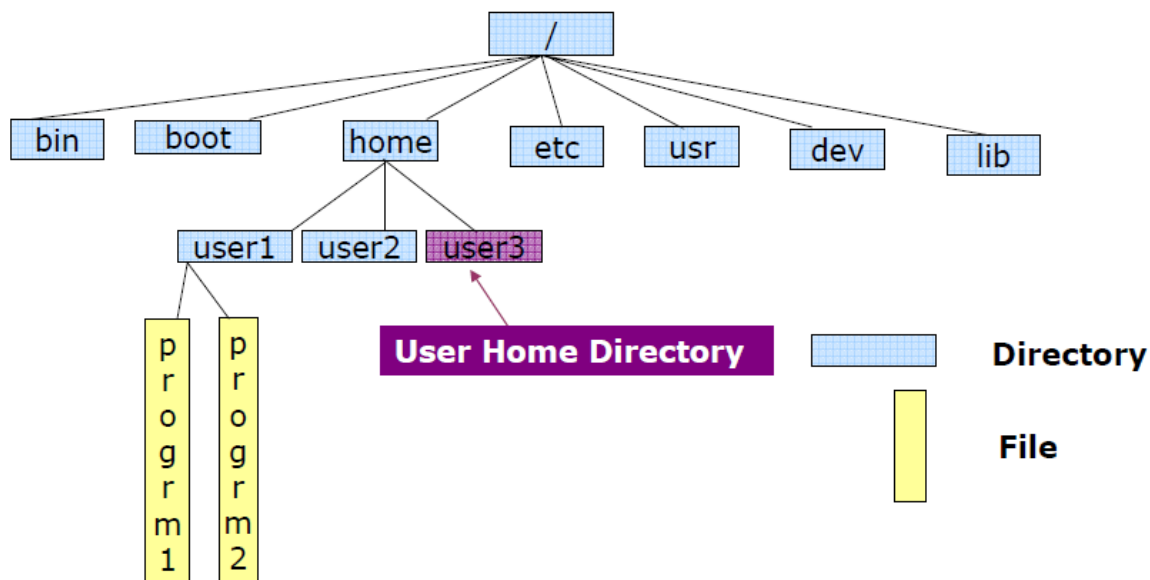 /
bin boot home etc usr dev lib
user1 user2 user3
User Home Directory
Directory
File
progrm1
progrm2